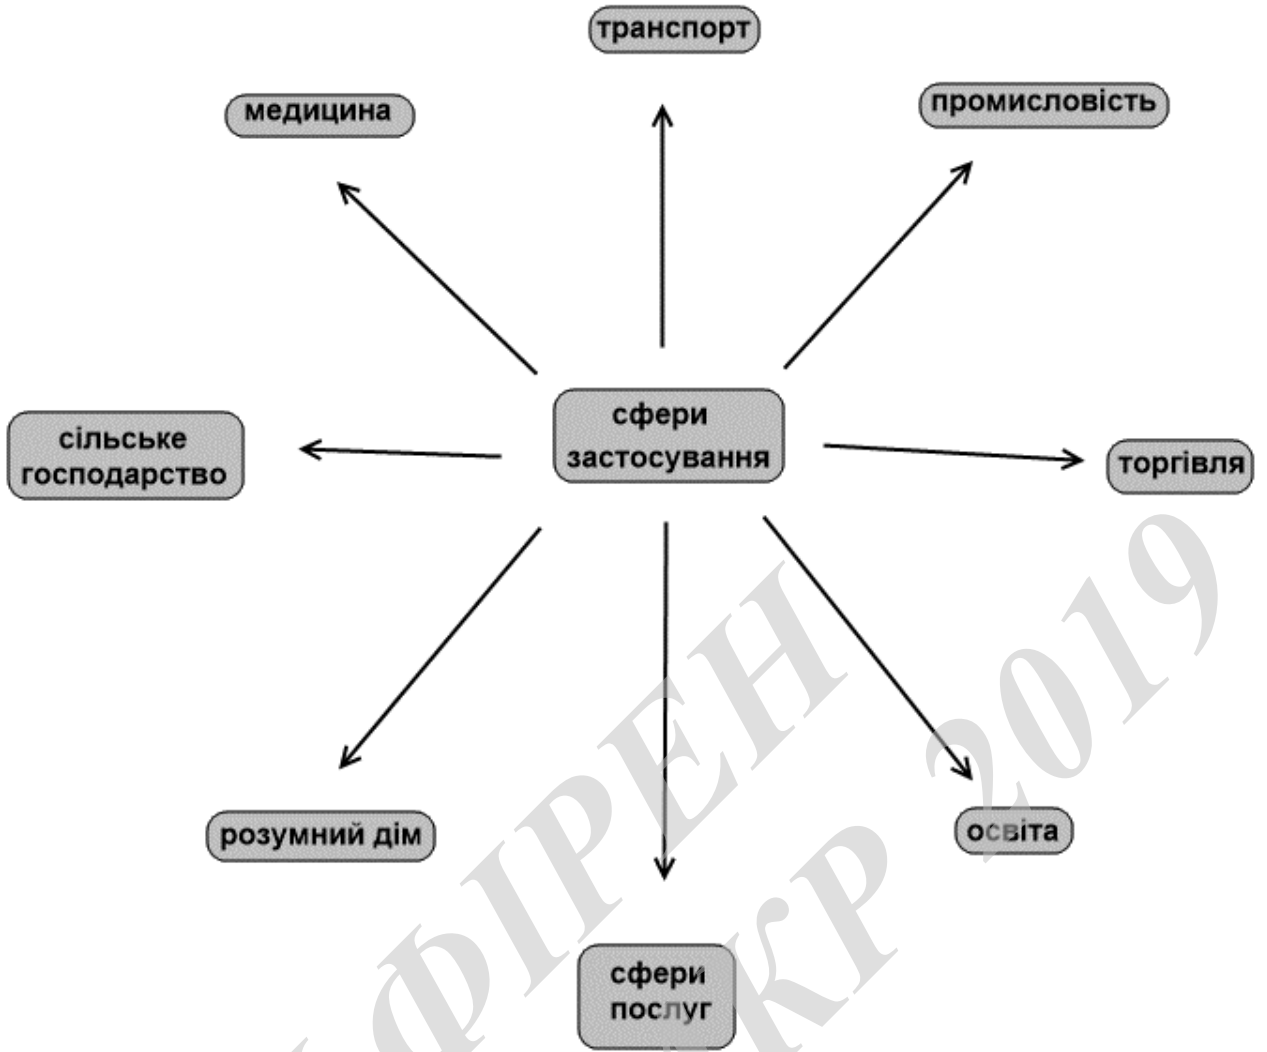 транспорт
медицина
промисловість
сфери
застосування
сільське
господарство
торгівля
розумний дім
освіта
сфери
послуг
ФІРЕН
КР 2019